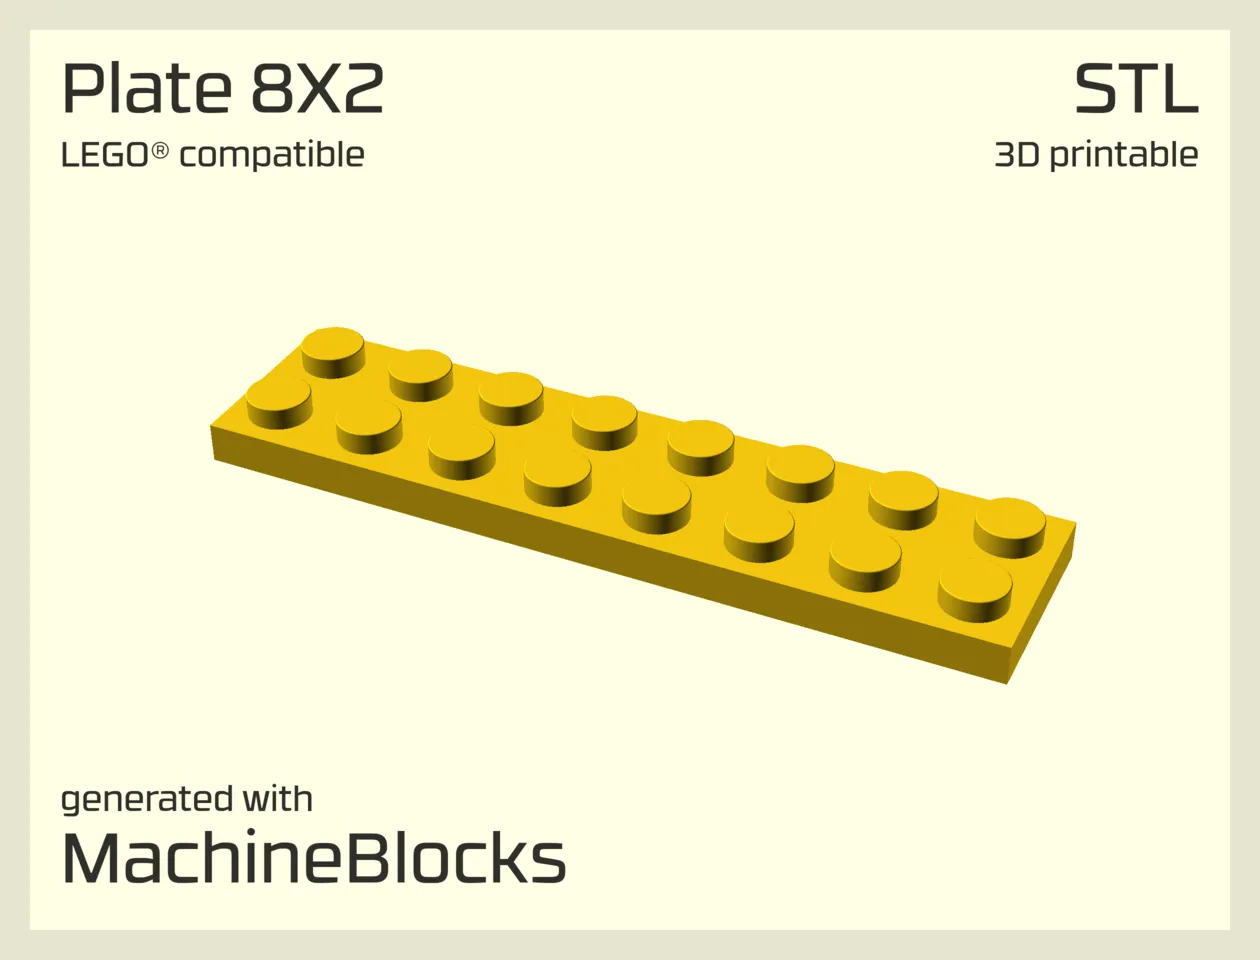 Plate 8X2
LEGO® compatible
STL
3D printable
generated with
MachineBlocks